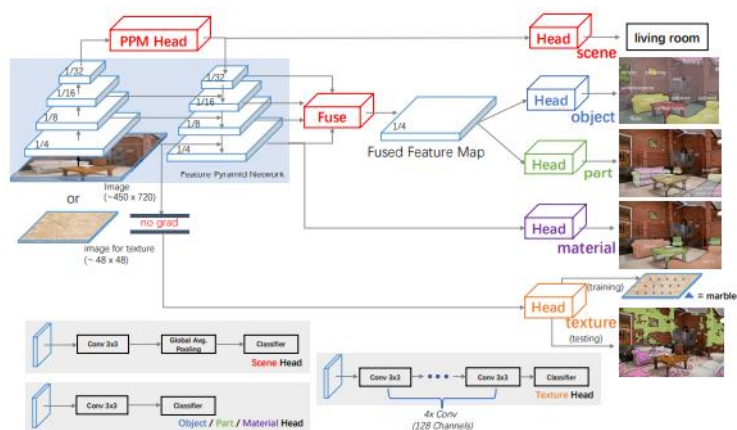 PPM Head
Head
scene
living room
1/32
1/16
1/8
1/4
1/32
1/16
1/8
1/4
Feature Pyramid Network
Fuse
1/4
Fused Feature Map
Head
object
Head
part
Head
material
Image
(~450 x 720)
or
image for texture
(~ 48 x 48)
no grad
Head
texture
(training)
(testing)
= marble
Conv 3x3
Global Avg.
Pooling
Classifier
Scene Head
Conv 3x3
Classifier
Object / Part / Material Head
Conv 3x3
Conv 3x3
Classifier
Texture Head
4x Conv
(128 Channels)